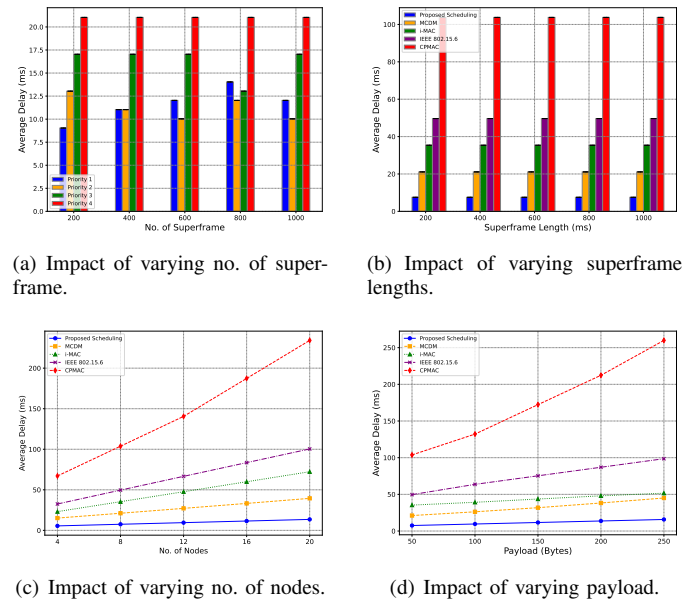 Average Delay (ms)
20.0
17.5
15.0
12.5
10.0
7.5
5.0
2.5
0.0
Priority 1
Priority 2
Priority 3
Priority 4
200
400
600
800
1000
No. of Superframe
(a) Impact of varying no. of super-
frame.
Average Delay (ms)
100
80
60
40
20
0
Proposed Scheduling
MCDM
i-MAC
IEEE 802.15.6
CPMAC
200
400
600
800
1000
Superframe Length (ms)
(b) Impact of varying superframe
lengths.
Average Delay (ms)
200
150
100
50
0
Proposed Scheduling
MCDM
i-MAC
IEEE 802.15.6
CPMAC
4
8
12
16
20
No. of Nodes
(c) Impact of varying no. of nodes.
Average Delay (ms)
250
200
150
100
50
0
Proposed Scheduling
MCDM
i-MAC
IEEE 802.15.6
CPMAC
50
100
150
200
250
Payload (Bytes)
(d) Impact of varying payload.